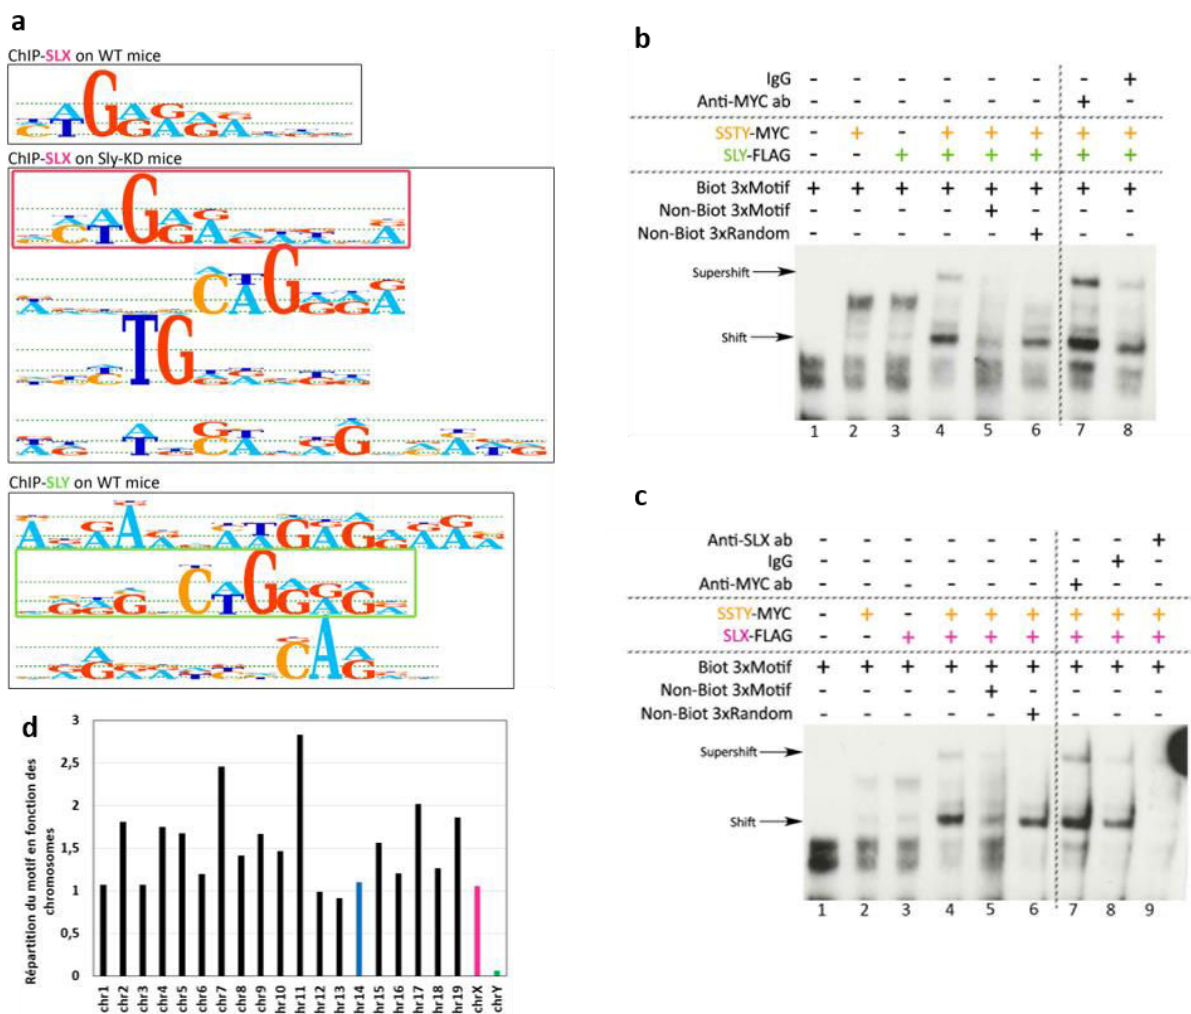 a
ChIP-SLX on WT mice
ChIP-SLX on Sly-KD mice
ChIP-SLY on WT mice
b
IgG - - - - - - - +
Anti-MYC ab - - - - - - + -
SSTY-MYC - + - + + + + +
SLY-FLAG - - + + + + + +
Biot 3xMotif + + + + + + + +
Non-Biot 3xMotif - - - - + - - -
Non-Biot 3xRandom - - - - - + - -
Supershift
Shift
1 2 3 4 5 6 7 8
c
Anti-SLX ab - - - - - - - - +
IgG - - - - - - - + -
Anti-MYC ab - - - - - - + - -
SSTY-MYC - + - + + + + + +
SLX-FLAG - - + + + + + + +
Biot 3xMotif + + + + + + + + +
Non-Biot 3xMotif - - - - + - - - -
Non-Biot 3xRandom - - - - - + - - -
Supershift
Shift
1 2 3 4 5 6 7 8 9
d
Répartition du motif en fonction des
chromosomes
3
2,5
2
1,5
1
0,5
0
chr1 chr2 chr3 chr4 chr5 chr6 chr7 chr8 chr9 hr10 hr11 hr12 hr13 hr14 hr15 hr16 hr17 hr18 hr19 chrX chrY